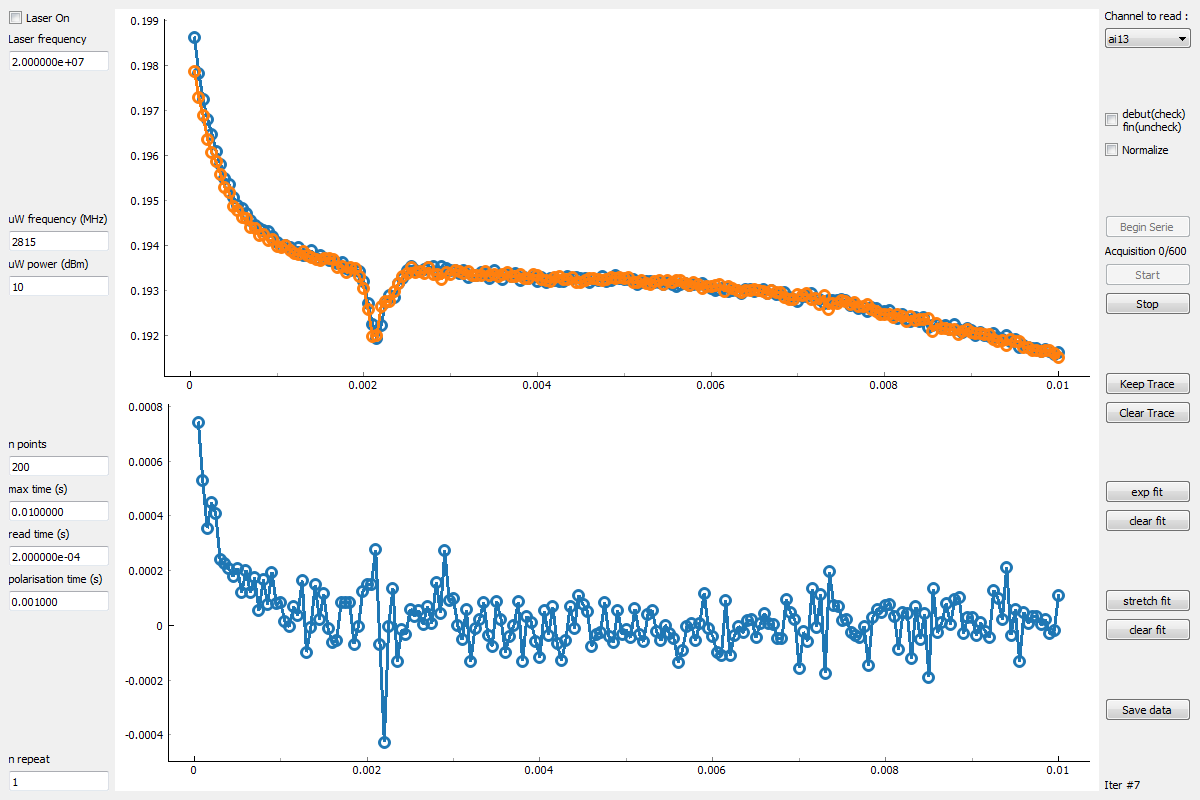 Laser On
Laser frequency
2.000000e+07
uW frequency (MHz)
2815
uW power (dBm)
10
n points
200
max time (s)
0.0100000
read time (s)
2.000000e-04
polarisation time (s)
0.001000
n repeat
1
0.199
0.198
0.197
0.196
0.195
0.194
0.193
0.192
0
0.002
0.004
0.006
0.008
0.01
0.0008
0.0006
0.0004
0.0002
0
-0.0002
-0.0004
0
0.002
0.004
0.006
0.008
0.01
Channel to read :
ai13
debut(check)
fin(uncheck)
Normalize
Begin Serie
Acquisition 0/600
Start
Stop
Keep Trace
Clear Trace
exp fit
clear fit
stretch fit
clear fit
Save data
Iter #7